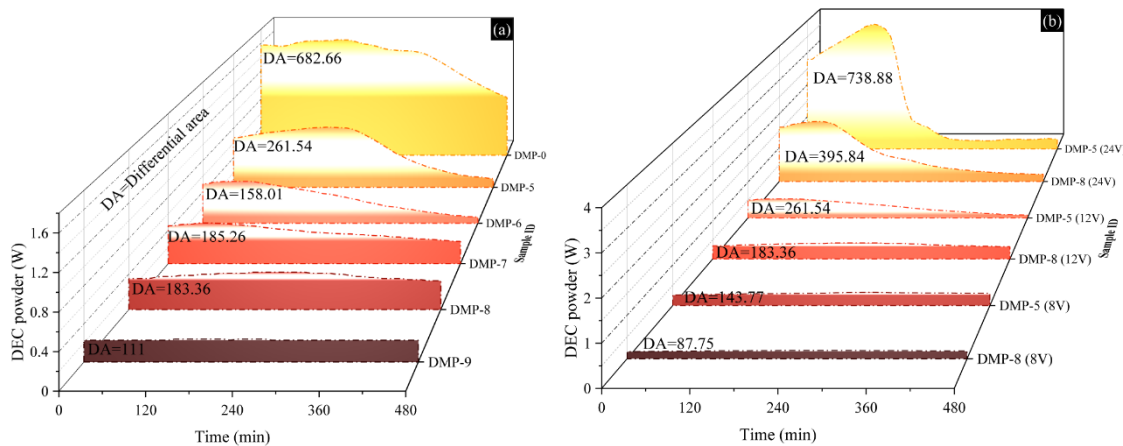 (a)
DA=682.66
DA=Differential area
DMP-0
DA=261.54
DMP-5
DA=158.01
DMP-6
DA=185.26
DMP-7
DA=183.36
DMP-8
DA=111
DMP-9
Sample ID
DEC powder (W)
1.6
1.2
0.8
0.4
0
0 120 240 360 480
Time (min)
(b)
DA=738.88
DMP-5 (24V
DA=395.84
DMP-8 (24V)
DA=261.54
DMP-5 (12V)
DA=183.36
DMP-8 (12V)
DA=143.77
DMP-5 (8V)
DA=87.75
DMP-8 (8V)
Sample ID
DEC powder (W)
4
3
2
1
0
0 120 240 360 480
Time (min)